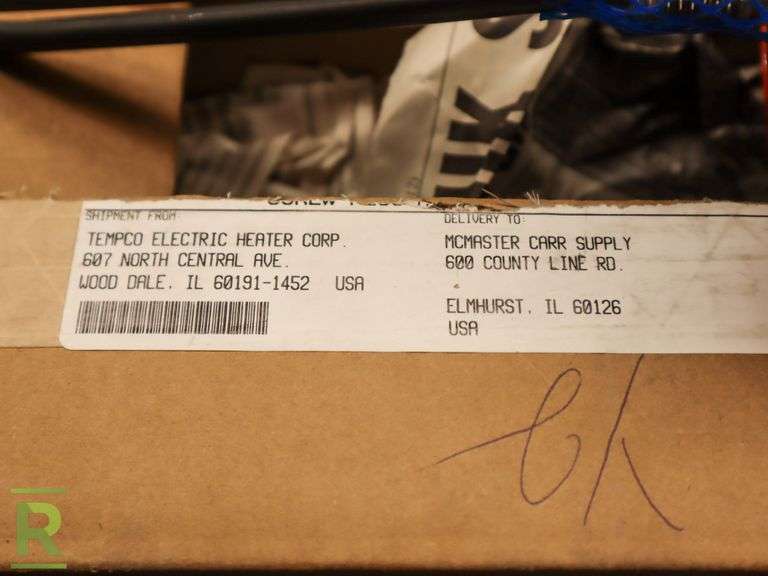 SHIPMENT FROM:
TEMPCO ELECTRIC HEATER CORP.
607 NORTH CENTRAL AVE.
WOOD DALE, IL 60191-1452 USA
DELIVERY TO:
MCMASTER CARR SUPPLY
600 COUNTY LINE RD.
ELMHURST, IL 60126
USA
R